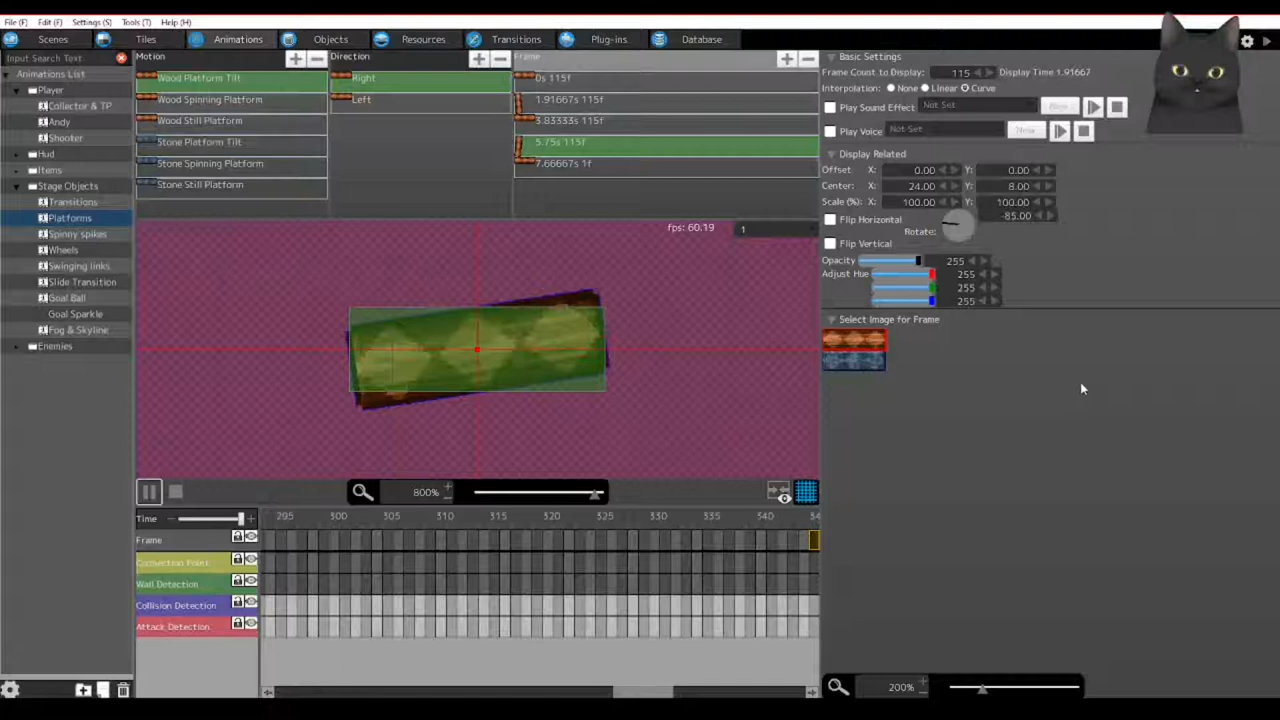 File (F) Edit (F) Settings (S) Tools (T) Help (H)
Scenes Tiles Animations Objects Resources Transitions Plug-ins Database
Input Search Text
Animations List
Player
Collector & TP
Andy
Shooter
Hud
Items
Stage Objects
Transitions
Platforms
Spinny spikes
Wheels
Swinging links
Slide Transition
Goal Ball
Goal Sparkle
Fog & Skyline
Enemies
Motion
Wood Platform Tilt
Wood Spinning Platform
Wood Still Platform
Stone Platform Tilt
Stone Spinning Platform
Stone Still Platform
Direction
Right
Left
Frame
0s 115f
1.91667s 115f
3.83333s 115f
5.75s 115f
7.66667s 1f
fps: 60.19 1
800%
Time
295 300 305 310 315 320 325 330 335 340 34
Frame
Connection Point
Wall Detection
Collision Detection
Attack Detection
Basic Settings
Frame Count to Display: 115 Display Time 1.91667
Interpolation: None Linear Curve
Play Sound Effect Not Set New
Play Voice Not Set New
Display Related
Offset X: 0.00 Y: 0.00
Center: X: 24.00 Y: 8.00
Scale (%): X: 100.00 Y: 100.00
Flip Horizontal -85.00
Rotate:
Flip Vertical
Opacity 255
Adjust Hue 255
255
255
Select Image for Frame
200%